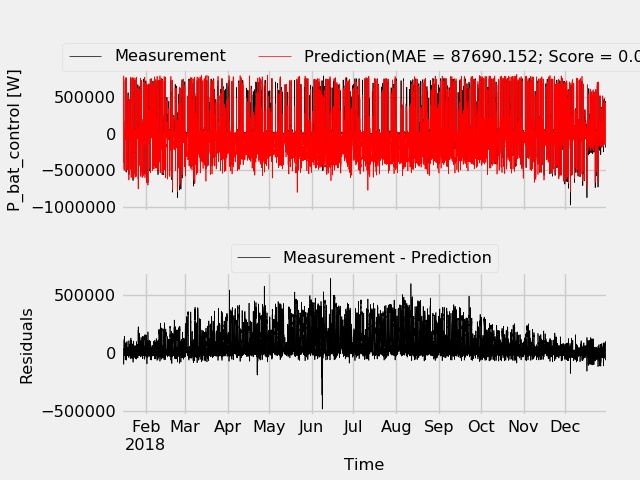 Measurement Prediction(MAE = 87690.152; Score = 0.0
P_bat_control [W]
500000
0
−500000
−1000000
Measurement - Prediction
Residuals
500000
0
−500000
Feb Mar Apr May Jun Jul Aug Sep Oct Nov Dec
2018
Time